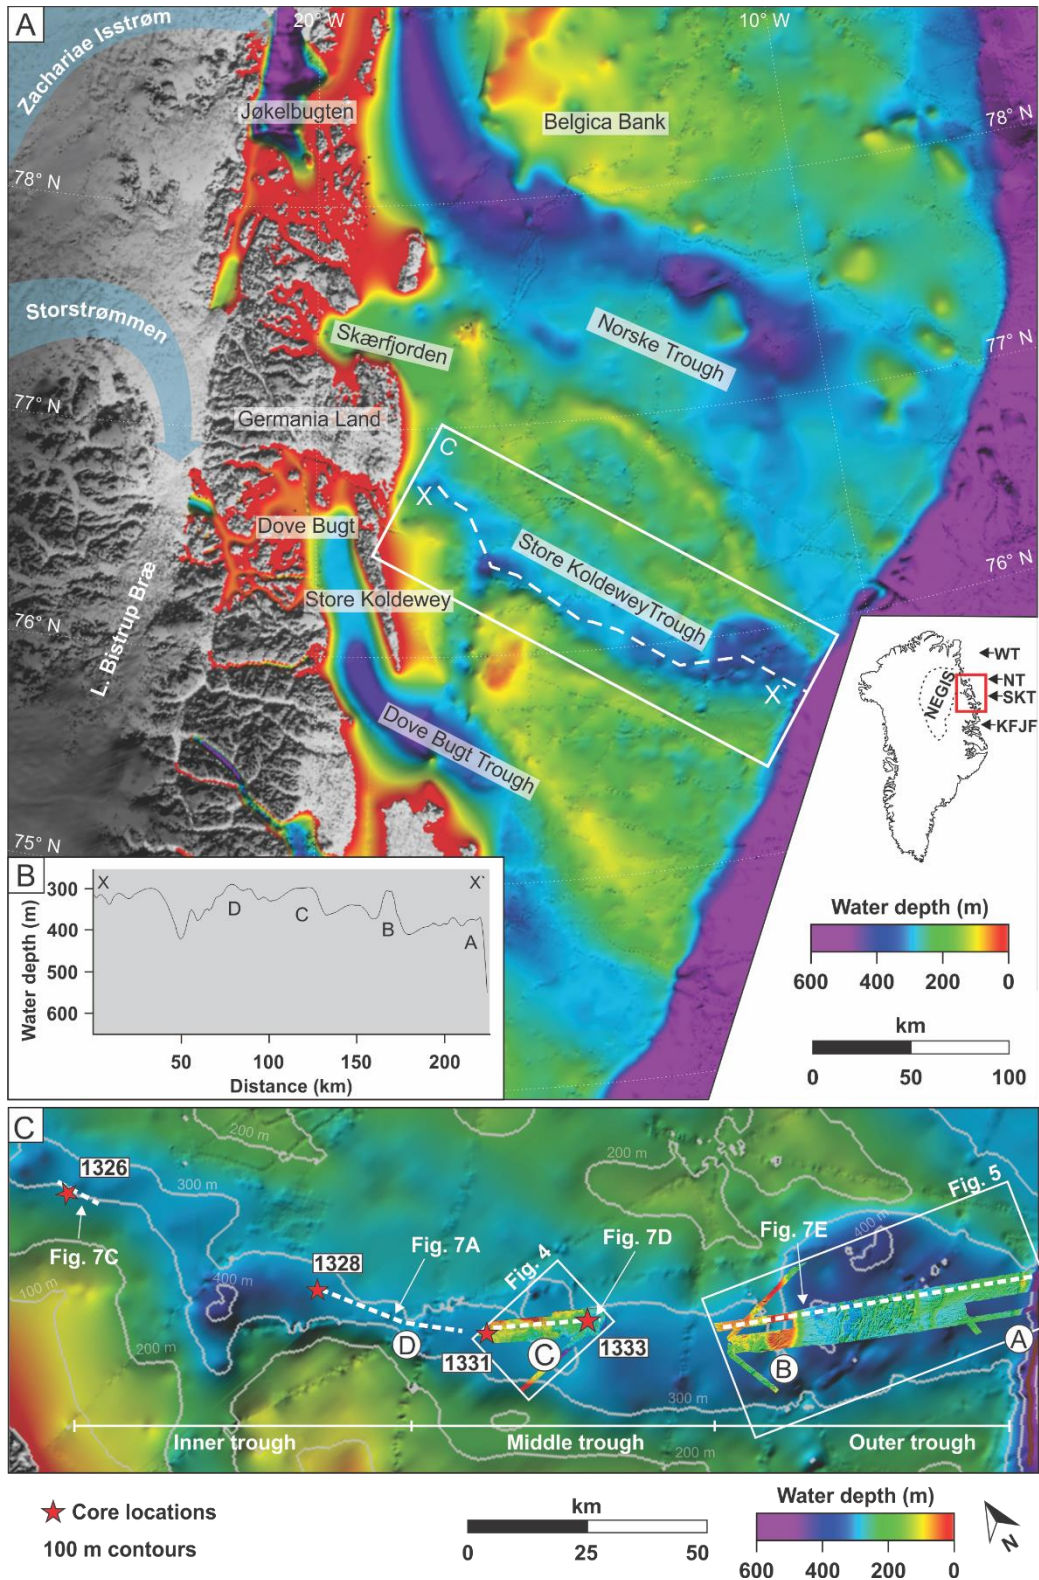 A
20° W
10° W
Zachariae Isstrøm
Jøkelbugten
Belgica Bank
78° N
78° N
Storstrømmen
Skærfjorden
Norske Trough
77° N
77° N
Germania Land
C
X
Dove Bugt
Store Koldewey Trough
76° N
Store Koldewey
76° N
L. Bistrup Bræ
X`
Dove Bugt Trough
75° N
WT
NT
SKT
KFJF
NEGIS
B
X
X`
300
400
500
600
Water depth (m)
D
C
B
A
50
100
150
200
Distance (km)
Water depth (m)
600
400
200
0
km
0
50
100
C
200 m
1326
300 m
Fig. 7C
Fig. 7A
1328
Fig. 4
Fig. 7D
Fig. 7E
Fig. 5
400 m
200 m
100 m
400 m
200 m
D
1331
C
1333
B
A
300 m
Inner trough
Middle trough
200 m
Outer trough
Core locations
100 m contours
km
0
25
50
Water depth (m)
600
400
200
0
N